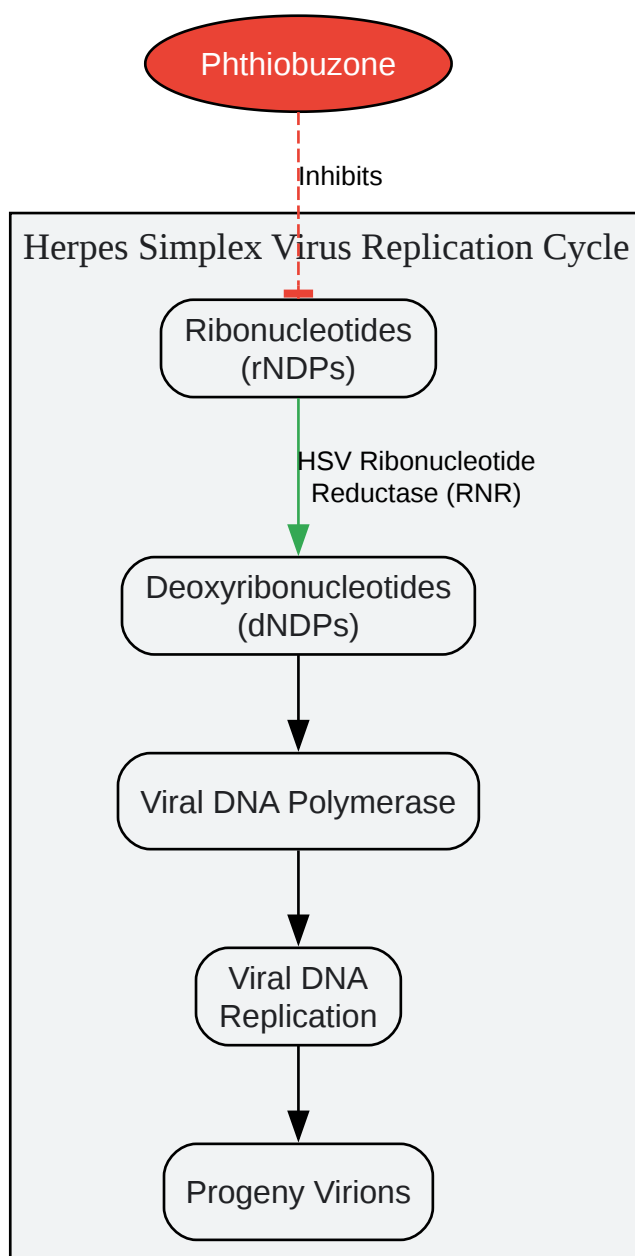 Phthiobuzone
Inhibits
Herpes Simplex Virus Replication Cycle
Ribonucleotides
(rNDPs)
HSV Ribonucleotide
Reductase (RNR)
Deoxyribonucleotides
(dNDPs)
Viral DNA Polymerase
Viral DNA
Replication
Progeny Virions